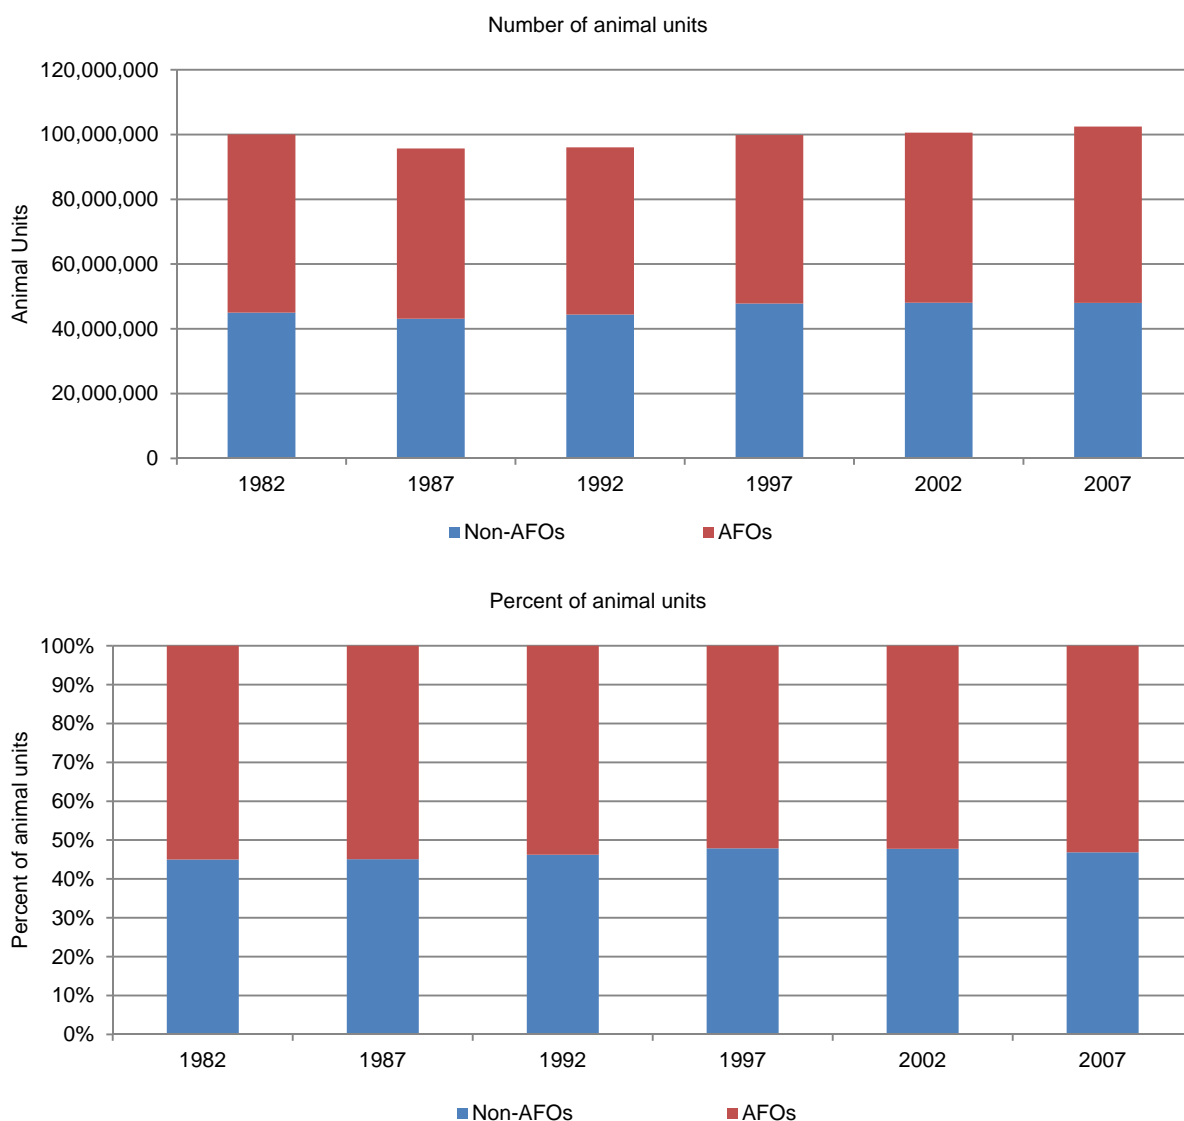 Number of animal units
120,000,000
100,000,000
80,000,000
60,000,000
40,000,000
20,000,000
0
Animal Units
1982 1987 1992 1997 2002 2007
Non-AFOs AFOs
Percent of animal units
100%
90%
80%
70%
60%
50%
40%
30%
20%
10%
0%
Percent of animal units
1982 1987 1992 1997 2002 2007
Non-AFOs AFOs